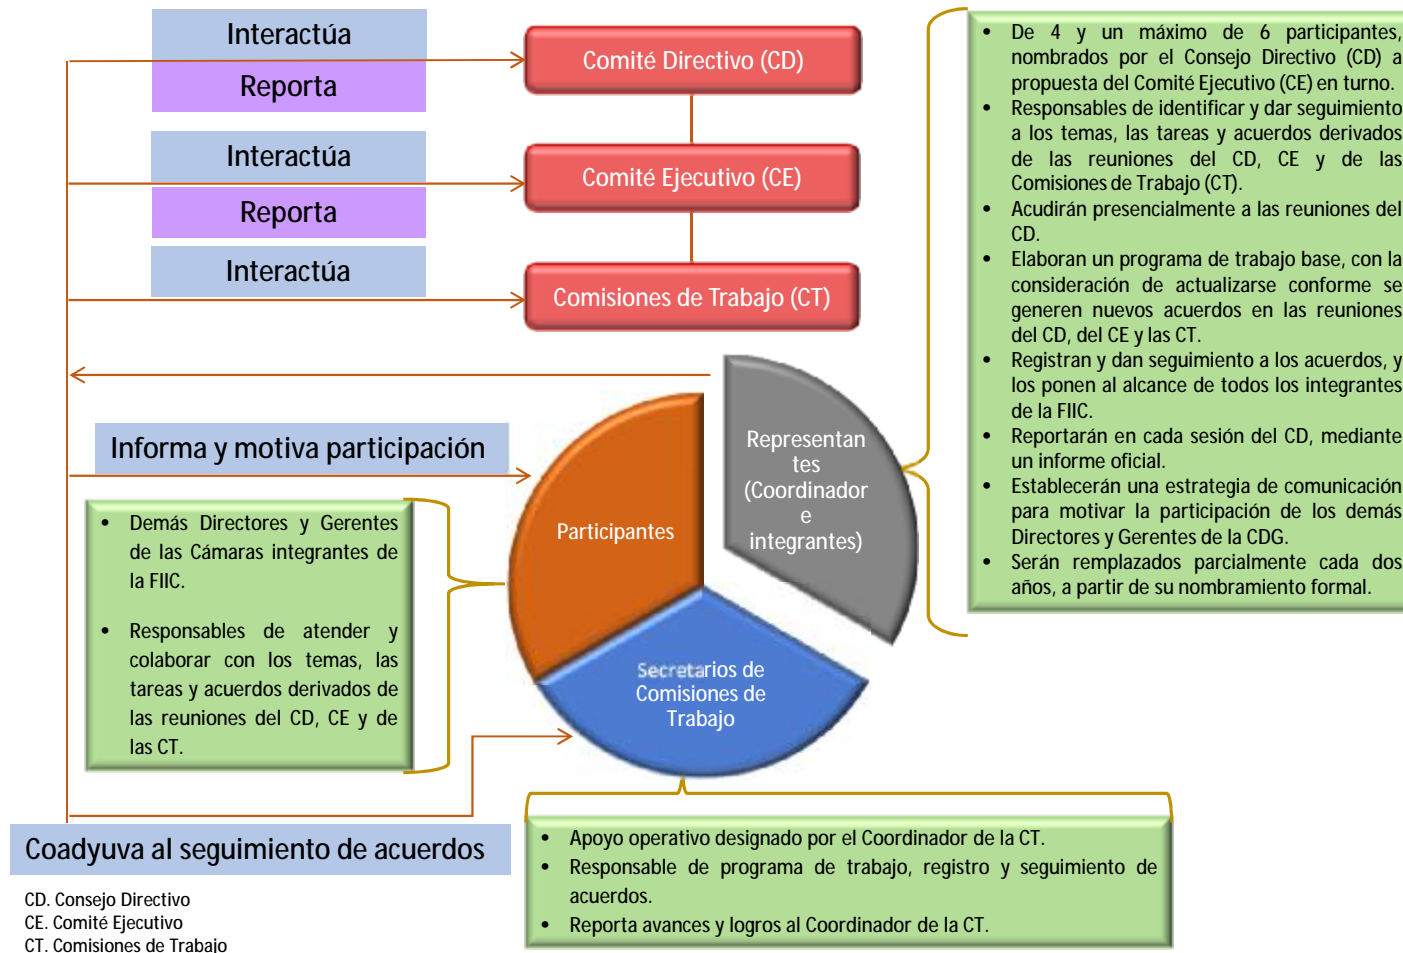 Interactúa
Reporta
Comité Directivo (CD)
Interactúa
Reporta
Comité Ejecutivo (CE)
Interactúa
Comisiones de Trabajo (CT)
• De 4 y un máximo de 6 participantes,
nombrados por el Consejo Directivo (CD) a
propuesta del Comité Ejecutivo (CE) en turno.
• Responsables de identificar y dar seguimiento
a los temas, las tareas y acuerdos derivados
de las reuniones del CD, CE y de las
Comisiones de Trabajo (CT).
• Acudirán presencialmente a las reuniones del
CD.
• Elaboran un programa de trabajo base, con la
consideración de actualizarse conforme se
generen nuevos acuerdos en las reuniones
del CD, del CE y las CT.
• Registran y dan seguimiento a los acuerdos, y
los ponen al alcance de todos los integrantes
de la FIIC.
• Reportarán en cada sesión del CD, mediante
un informe oficial.
• Establecerán una estrategia de comunicación
para motivar la participación de los demás
Directores y Gerentes de la CDG.
• Serán remplazados parcialmente cada dos
años, a partir de su nombramiento formal.
Informa y motiva participación
Representan
tes
(Coordinador
e
integrantes)
Participantes
Secretarios de
Comisiones de
Trabajo
• Demás Directores y Gerentes
de las Cámaras integrantes de
la FIIC.
• Responsables de atender y
colaborar con los temas, las
tareas y acuerdos derivados de
las reuniones del CD, CE y de
las CT.
Coadyuva al seguimiento de acuerdos
• Apoyo operativo designado por el Coordinador de la CT.
• Responsable de programa de trabajo, registro y seguimiento de
acuerdos.
• Reporta avances y logros al Coordinador de la CT.
CD. Consejo Directivo
CE. Comité Ejecutivo
CT. Comisiones de Trabajo